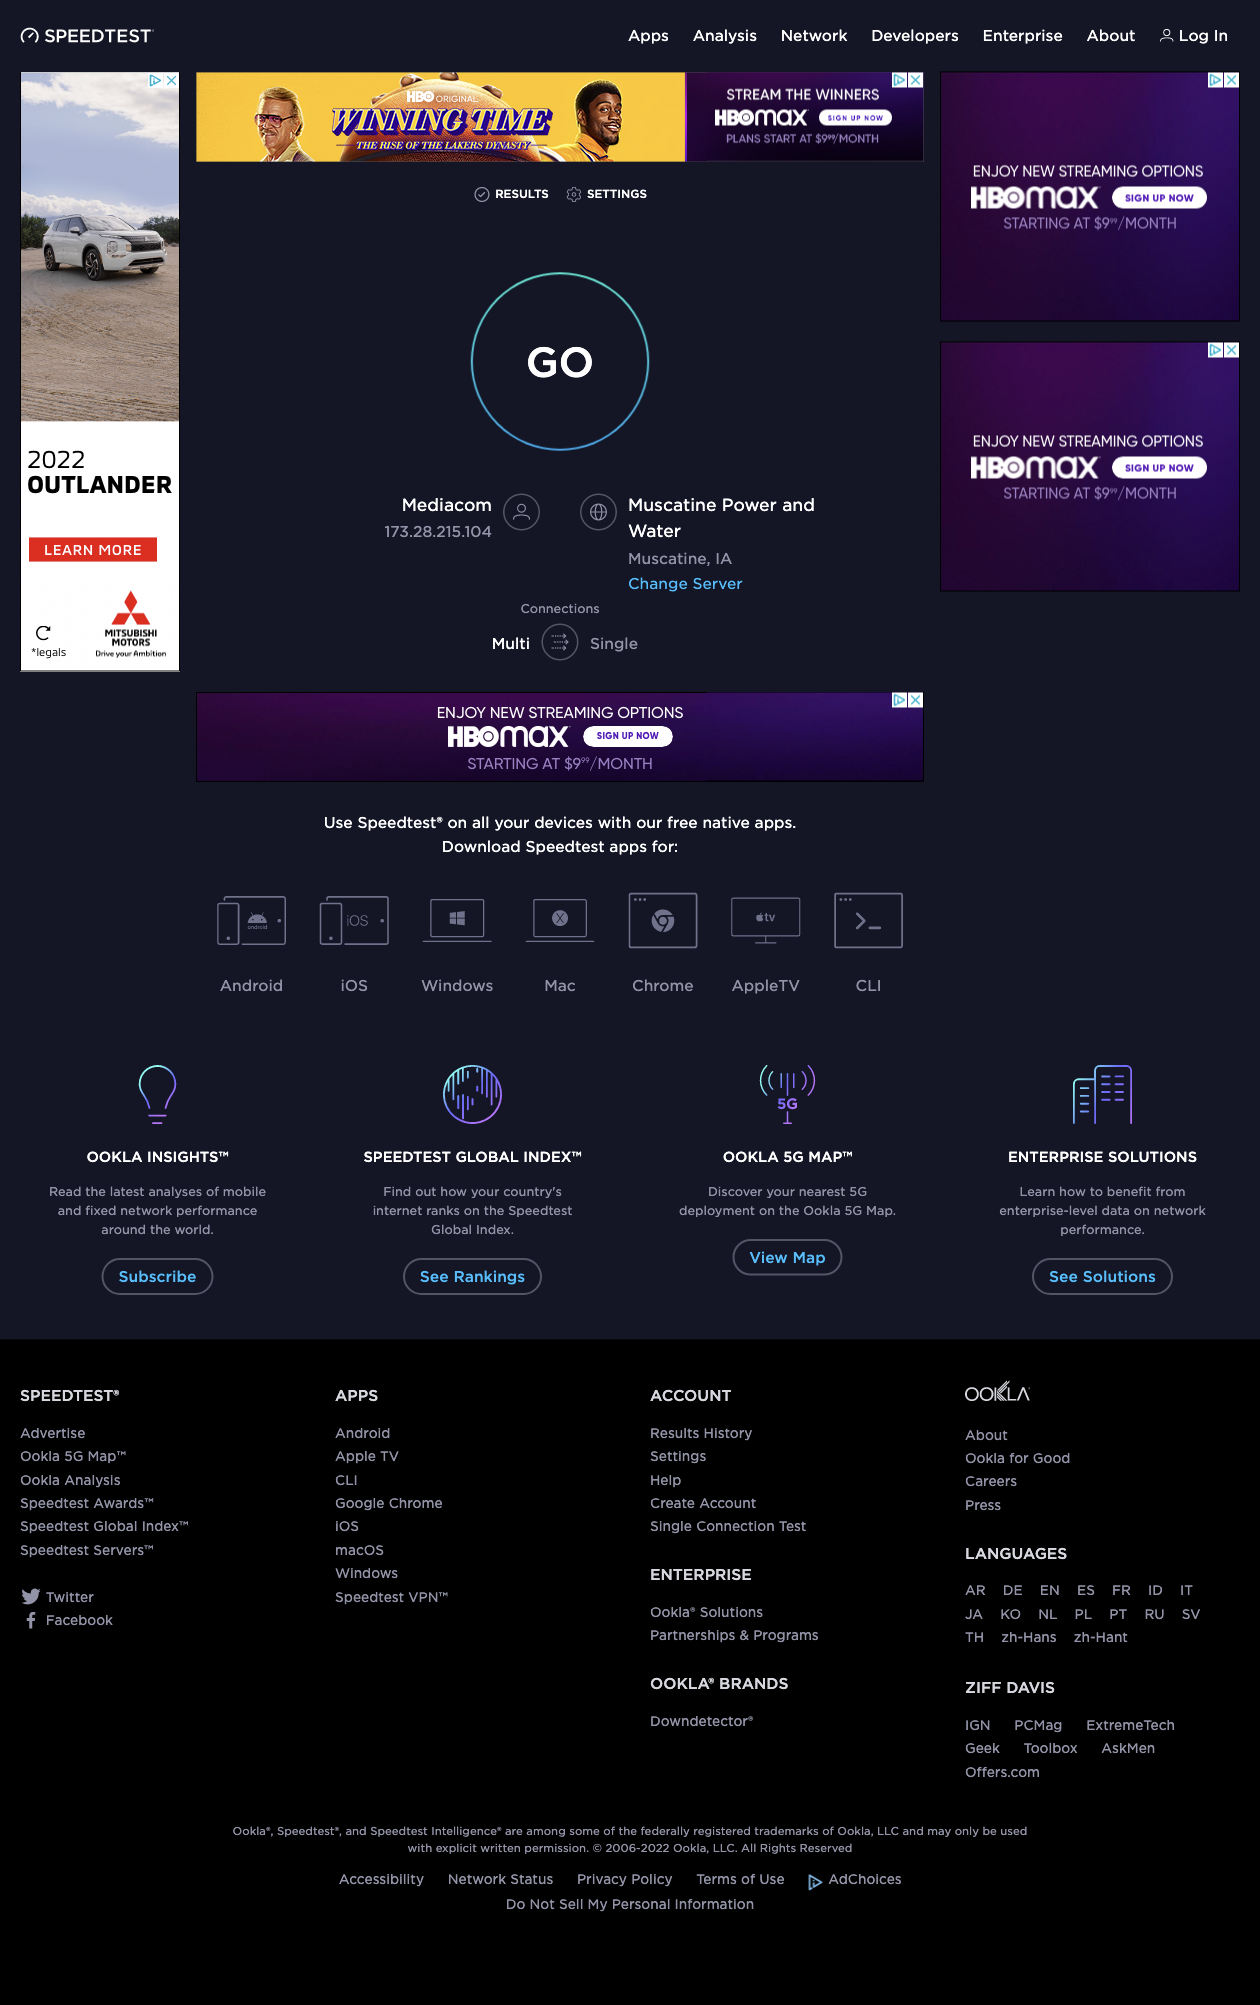 SPEEDTEST
Apps Analysis Network Developers Enterprise About Log In
HBO ORIGINAL
WINNING TIME
THE RISE OF THE LAKERS DYNASTY
STREAM THE WINNERS
HBOMAX SIGN UP NOW
PLANS START AT $9⁹⁹/MONTH
ENJOY NEW STREAMING OPTIONS
HBOMAX SIGN UP NOW
STARTING AT $9⁹⁹/MONTH
RESULTS SETTINGS
GO
ENJOY NEW STREAMING OPTIONS
HBOMAX SIGN UP NOW
STARTING AT $9⁹⁹/MONTH
2022
OUTLANDER
LEARN MORE
MITSUBISHI
MOTORS
Drive your Ambition
*legals
Mediacom
173.28.215.104
Muscatine Power and
Water
Muscatine, IA
Change Server
Connections
Multi Single
ENJOY NEW STREAMING OPTIONS
HBOMAX SIGN UP NOW
STARTING AT $9⁹⁹/MONTH
Use Speedtest® on all your devices with our free native apps.
Download Speedtest apps for:
android iOS X tv
Android iOS Windows Mac Chrome AppleTV CLI
5G
OOKLA INSIGHTS™
Read the latest analyses of mobile
and fixed network performance
around the world.
Subscribe
SPEEDTEST GLOBAL INDEX™
Find out how your country's
internet ranks on the Speedtest
Global Index.
See Rankings
OOKLA 5G MAP™
Discover your nearest 5G
deployment on the Ookla 5G Map.
View Map
ENTERPRISE SOLUTIONS
Learn how to benefit from
enterprise-level data on network
performance.
See Solutions
SPEEDTEST®
Advertise
Ookla 5G Map™
Ookla Analysis
Speedtest Awards™
Speedtest Global Index™
Speedtest Servers™
Twitter
Facebook
APPS
Android
Apple TV
CLI
Google Chrome
iOS
macOS
Windows
Speedtest VPN™
ACCOUNT
Results History
Settings
Help
Create Account
Single Connection Test
ENTERPRISE
Ookla® Solutions
Partnerships & Programs
OOKLA® BRANDS
Downdetector®
OOKLA
About
Ookla for Good
Careers
Press
LANGUAGES
AR DE EN ES FR ID IT
JA KO NL PL PT RU SV
TH zh-Hans zh-Hant
ZIFF DAVIS
IGN PCMag ExtremeTech
Geek Toolbox AskMen
Offers.com
Ookla®, Speedtest®, and Speedtest Intelligence® are among some of the federally registered trademarks of Ookla, LLC and may only be used
with explicit written permission. © 2006-2022 Ookla, LLC. All Rights Reserved
Accessibility Network Status Privacy Policy Terms of Use AdChoices
Do Not Sell My Personal Information